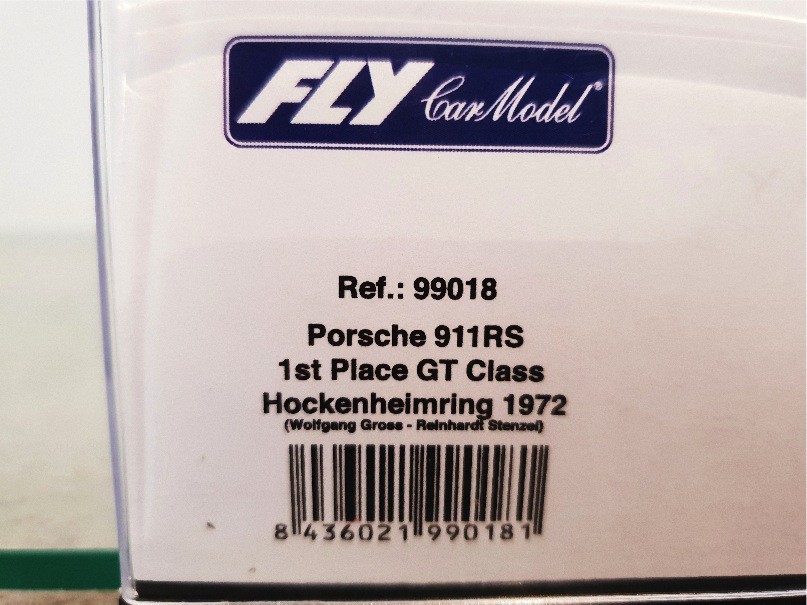 FLY Car Model®
Ref.: 99018
Porsche 911RS
1st Place GT Class
Hockenheimring 1972
(Wolfgang Gross - Reinhardt Stenzel)
8 436021 990181